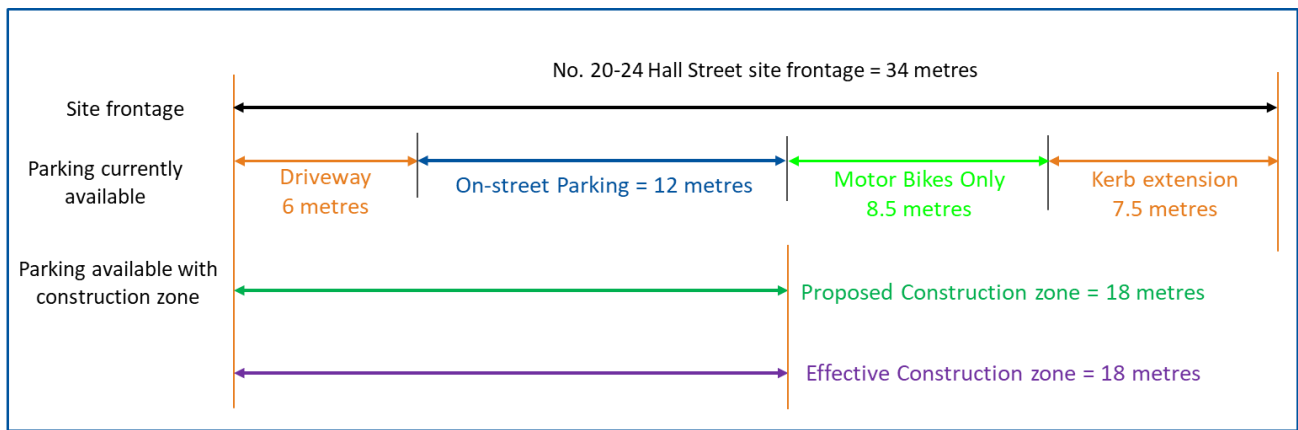 No. 20-24 Hall Street site frontage = 34 metres
Site frontage
Parking currently
available
Driveway
6 metres
On-street Parking = 12 metres
Motor Bikes Only
8.5 metres
Kerb extension
7.5 metres
Parking available with
construction zone
Proposed Construction zone = 18 metres
Effective Construction zone = 18 metres